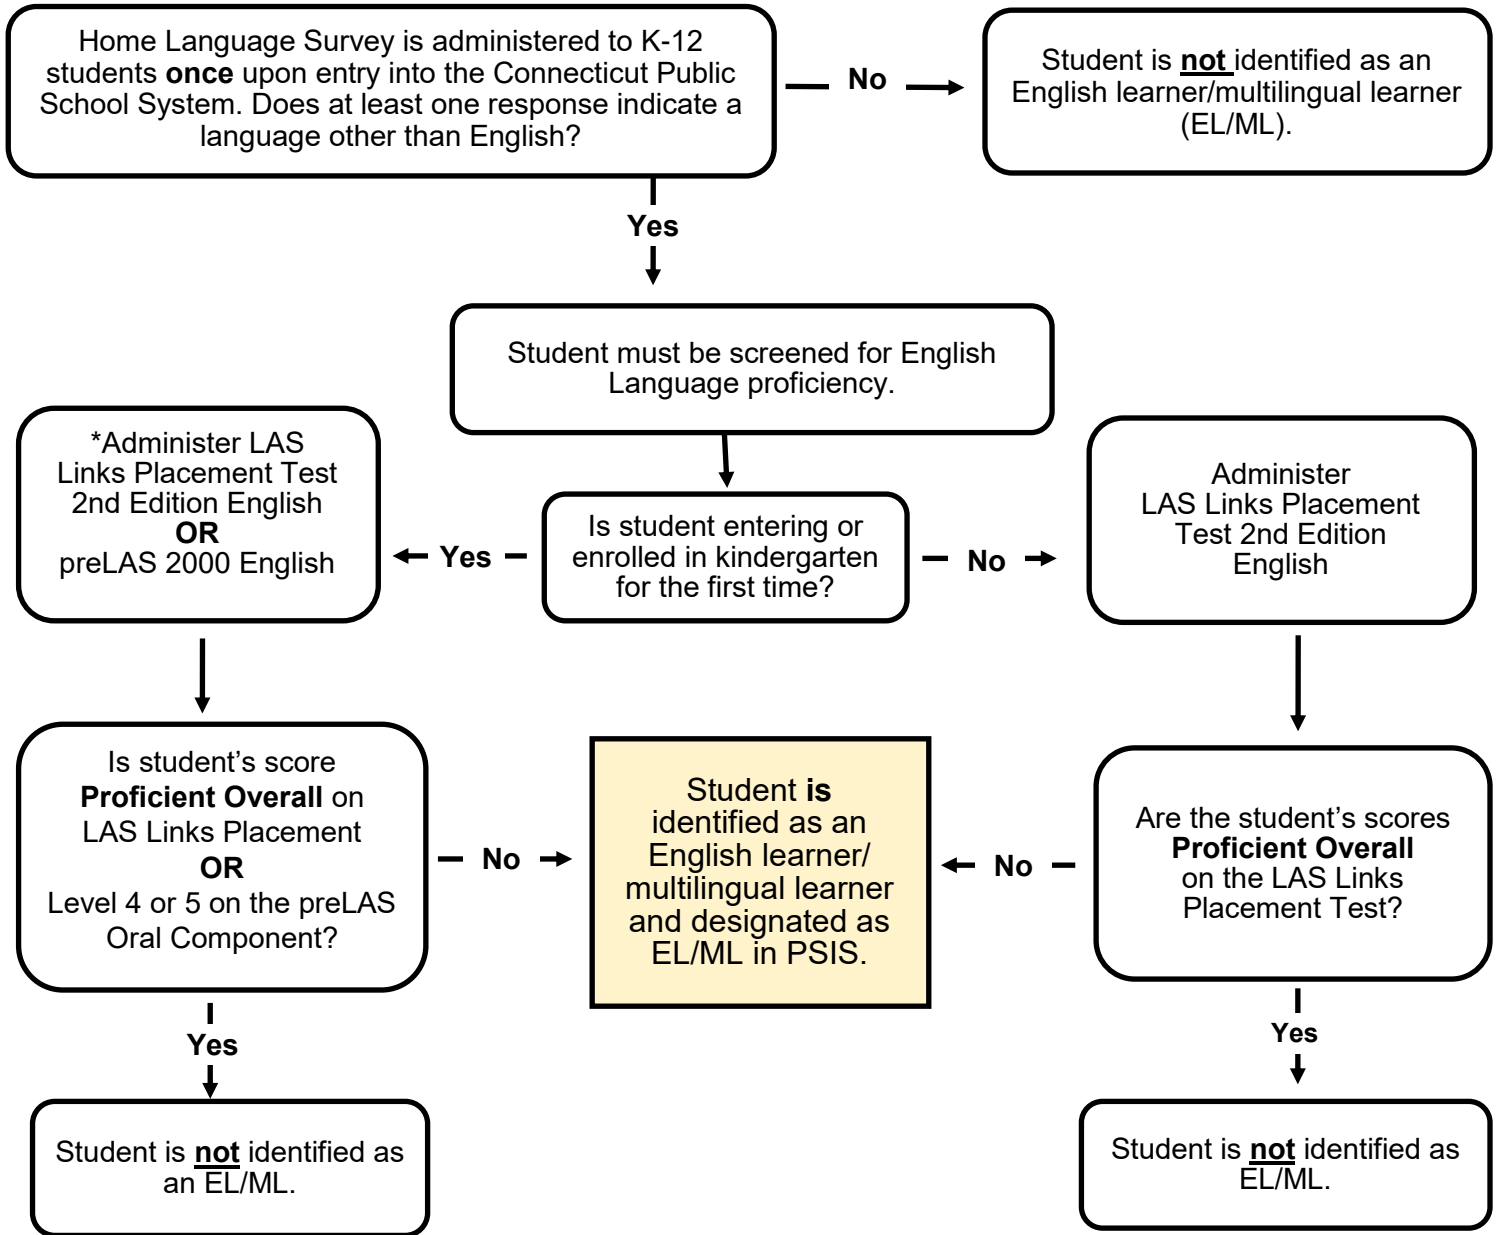 Home Language Survey is administered to K-12
students once upon entry into the Connecticut Public
School System. Does at least one response indicate a
language other than English?
No
Student is not identified as an
English learner/multilingual learner
(EL/ML).
Yes
Student must be screened for English
Language proficiency.
*Administer LAS
Links Placement Test
2nd Edition English
OR
preLAS 2000 English
Yes
Is student entering or
enrolled in kindergarten
for the first time?
No
Administer
LAS Links Placement
Test 2nd Edition
English
Is student’s score
Proficient Overall on
LAS Links Placement
OR
Level 4 or 5 on the preLAS
Oral Component?
No
Student is
identified as an
English learner/
multilingual learner
and designated as
EL/ML in PSIS.
No
Are the student’s scores
Proficient Overall
on the LAS Links
Placement Test?
Yes
Yes
Student is not identified as
an EL/ML.
Student is not identified as
EL/ML.